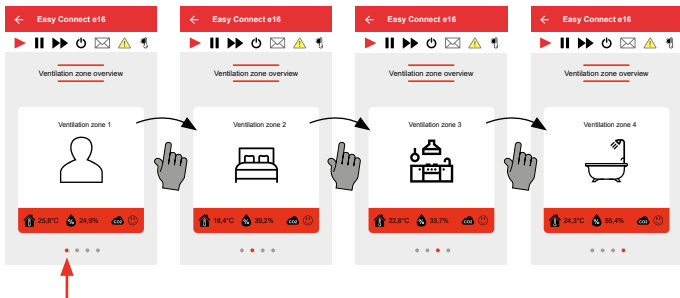 Easy Connect e16
Ventilation zone overview
Ventilation zone 1
25,8°C % 24,9% CO2
Easy Connect e16
Ventilation zone overview
Ventilation zone 2
18,4°C % 39,2% CO2
Easy Connect e16
Ventilation zone overview
Ventilation zone 3
22,8°C % 33,7% CO2
Easy Connect e16
Ventilation zone overview
Ventilation zone 4
24,3°C % 55,4% CO2